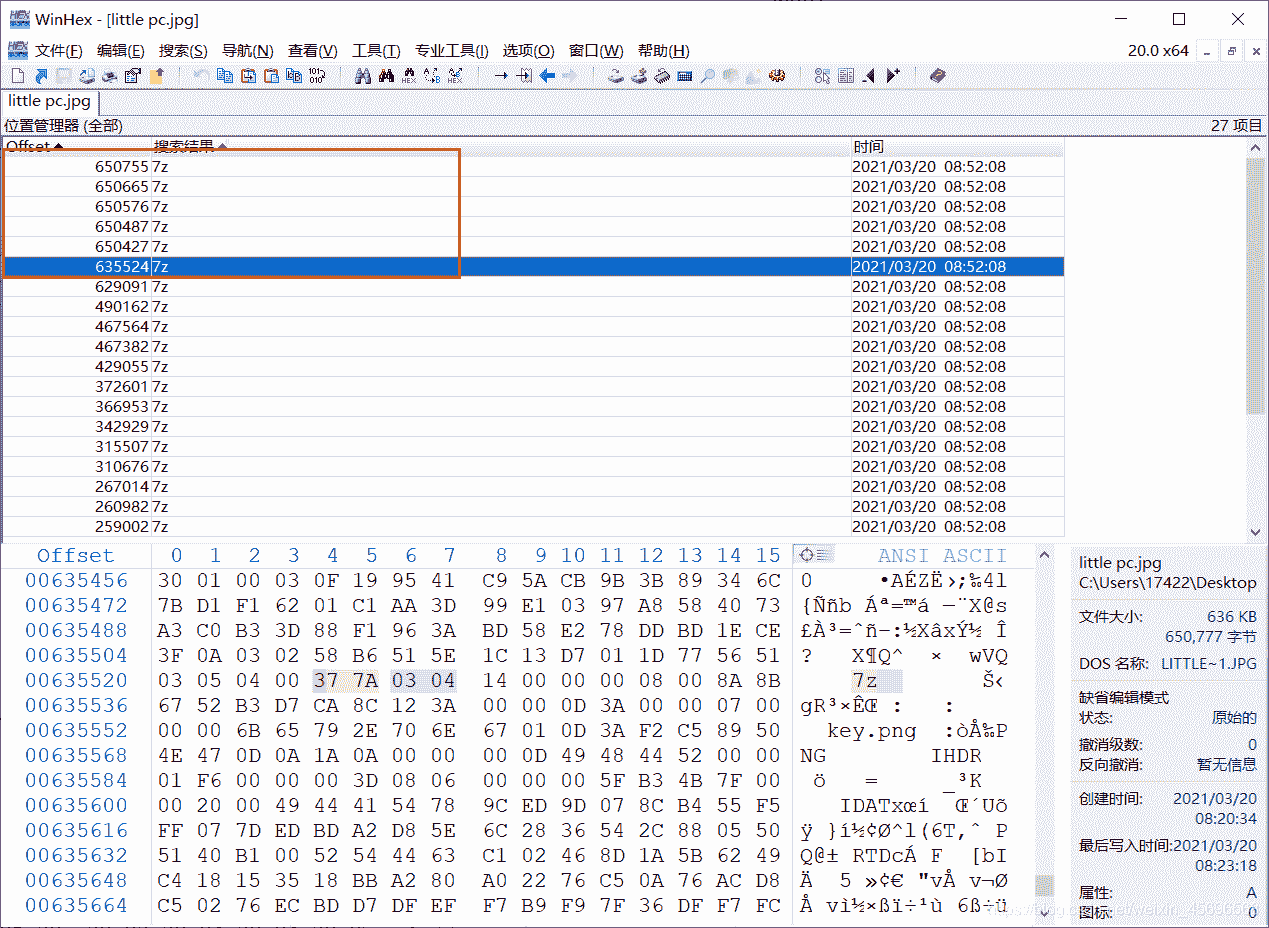 WinHex - [little pc.jpg]
文件(F) 编辑(E) 搜索(S) 导航(N) 查看(V) 工具(T) 专业工具(I) 选项(O) 窗口(W) 帮助(H) 20.0 x64
little pc.jpg
位置管理器 (全部) 27 项目
Offset 搜索结果 时间
650755 7z 2021/03/20 08:52:08
650665 7z 2021/03/20 08:52:08
650576 7z 2021/03/20 08:52:08
650487 7z 2021/03/20 08:52:08
650427 7z 2021/03/20 08:52:08
635524 7z 2021/03/20 08:52:08
629091 7z 2021/03/20 08:52:08
490162 7z 2021/03/20 08:52:08
467564 7z 2021/03/20 08:52:08
467382 7z 2021/03/20 08:52:08
429055 7z 2021/03/20 08:52:08
372601 7z 2021/03/20 08:52:08
366953 7z 2021/03/20 08:52:08
342929 7z 2021/03/20 08:52:08
315507 7z 2021/03/20 08:52:08
310676 7z 2021/03/20 08:52:08
267014 7z 2021/03/20 08:52:08
260982 7z 2021/03/20 08:52:08
259002 7z 2021/03/20 08:52:08
Offset 0 1 2 3 4 5 6 7 8 9 10 11 12 13 14 15 ANSI ASCII
00635456 30 01 00 03 0F 19 95 41 C9 5A CB 9B 3B 89 34 6C 0 •AÉZË›;‰4l
00635472 7B D1 F1 62 01 C1 AA 3D 99 E1 03 97 A8 58 40 73 {Ññb Áª=™á —¨X@s
00635488 A3 C0 B3 3D 88 F1 96 3A BD 58 E2 78 DD BD 1E CE £À³=ˆñ–:½XâxÝ½ Î
00635504 3F 0A 03 02 58 B6 51 5E 1C 13 D7 01 1D 77 56 51 ? X¶Q^ × wVQ
00635520 03 05 04 00 37 7A 03 04 14 00 00 00 08 00 8A 8B 7z Š‹
00635536 67 52 B3 D7 CA 8C 12 3A 00 00 0D 3A 00 00 07 00 gR³×ÊŒ : :
00635552 00 00 6B 65 79 2E 70 6E 67 01 0D 3A F2 C5 89 50 key.png :òÅ‰P
00635568 4E 47 0D 0A 1A 0A 00 00 00 0D 49 48 44 52 00 00 NG IHDR
00635584 01 F6 00 00 00 3D 08 06 00 00 00 5F B3 4B 7F 00 ö = _³K
00635600 00 20 00 49 44 41 54 78 9C ED 9D 07 8C B4 55 F5 IDATxœí Œ´Uõ
00635616 FF 07 7D ED BD A2 D8 5E 6C 28 36 54 2C 88 05 50 ÿ }í½¢Ø^l(6T,ˆ P
00635632 51 40 B1 00 52 54 44 63 C1 02 46 8D 1A 5B 62 49 Q@± RTDcÁ F [bI
00635648 C4 18 15 35 18 BB A2 80 A0 22 76 C5 0A 76 AC D8 Ä 5 »¢€ "vÅ v¬Ø
00635664 C5 02 76 EC BD D7 DF EF F7 B9 F9 7F 36 DF F7 FC Å vì½×ßï÷¹ù 6ß÷ü
little pc.jpg
C:\Users\17422\Desktop
文件大小: 636 KB
650,777 字节
DOS 名称: LITTLE~1.JPG
缺省编辑模式
状态: 原始的
撤消级数: 0
反向撤消: 暂无信息
创建时间: 2021/03/20
08:20:34
最后写入时间:2021/03/20
08:23:18
属性: A
图标: 0